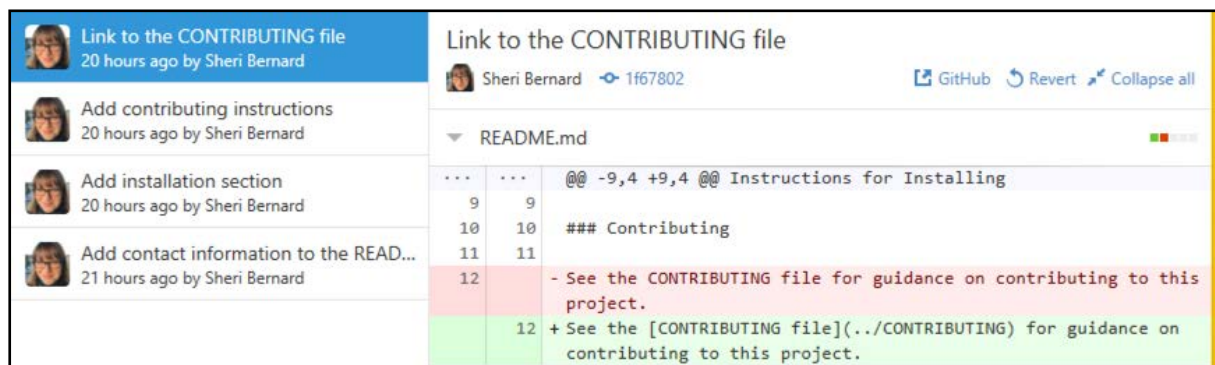 Link to the CONTRIBUTING file
20 hours ago by Sheri Bernard
Add contributing instructions
20 hours ago by Sheri Bernard
Add installation section
20 hours ago by Sheri Bernard
Add contact information to the READ...
21 hours ago by Sheri Bernard
Link to the CONTRIBUTING file
Sheri Bernard 1f67802 GitHub Revert Collapse all
README.md
... ... @@ -9,4 +9,4 @@ Instructions for Installing
9 9
10 10 ### Contributing
11 11
12 - See the CONTRIBUTING file for guidance on contributing to this
project.
12 + See the [CONTRIBUTING file](../CONTRIBUTING) for guidance on
contributing to this project.